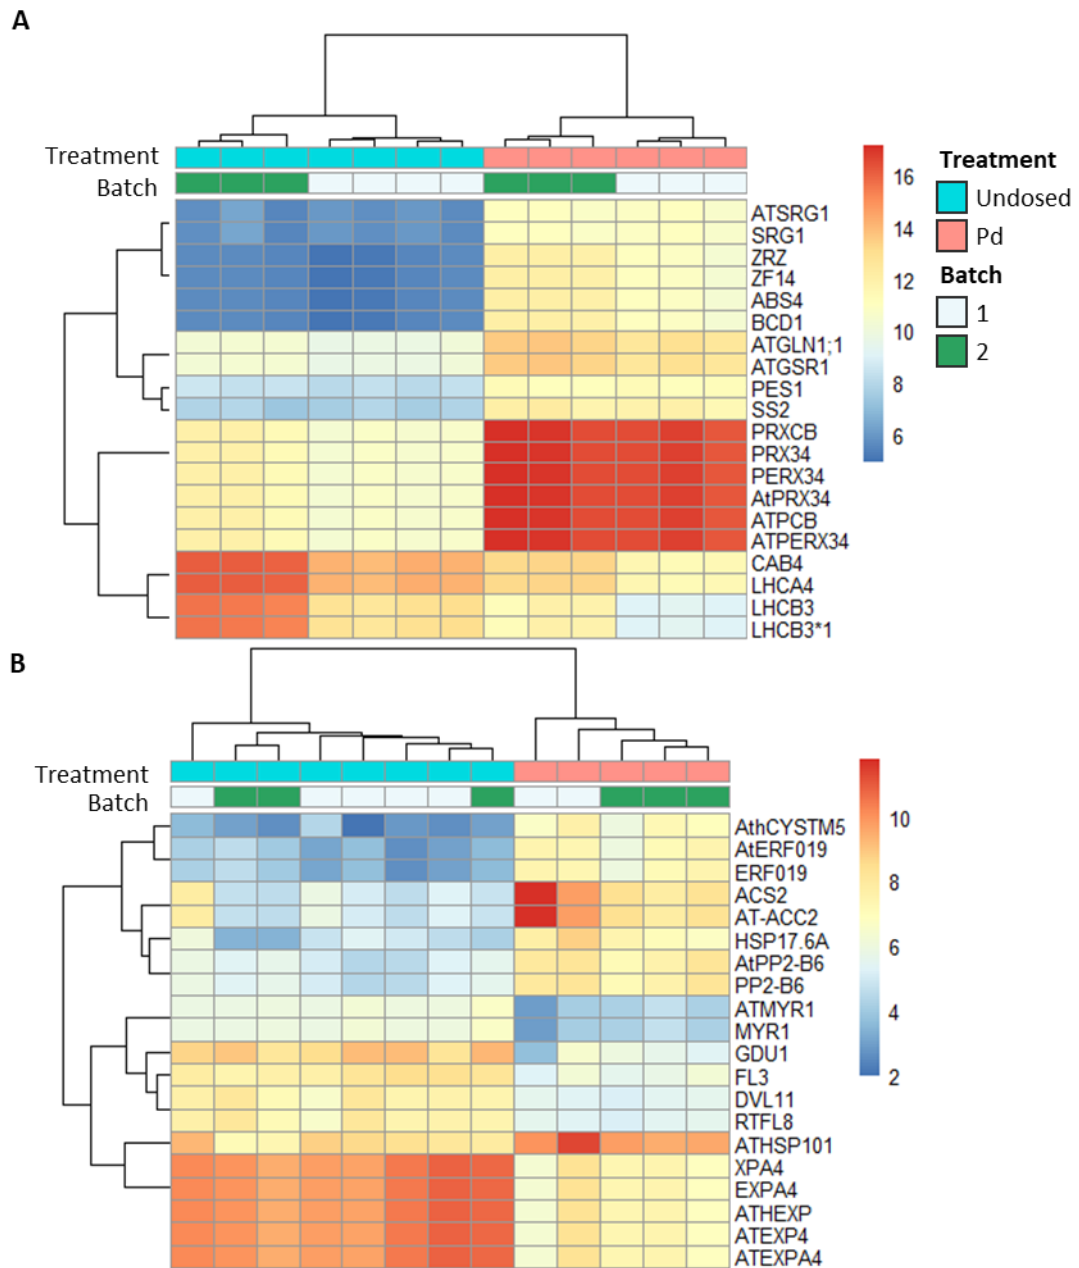 A
Treatment
Batch
ATSRG1
SRG1
ZRZ
ZF14
ABS4
BCD1
ATGLN1;1
ATGSR1
PES1
SS2
PRXCB
PRX34
PERX34
AtPRX34
ATPCB
ATPERX34
CAB4
LHCA4
LHCB3
LHCB3*1
16
14
12
10
8
6
Treatment
Undosed
Pd
Batch
1
2
B
Treatment
Batch
AthCYSTM5
AtERF019
ERF019
ACS2
AT-ACC2
HSP17.6A
AtPP2-B6
PP2-B6
ATMYR1
MYR1
GDU1
FL3
DVL11
RTFL8
ATHSP101
XPA4
EXPA4
ATHEXP
ATEXP4
ATEXPA4
10
8
6
4
2